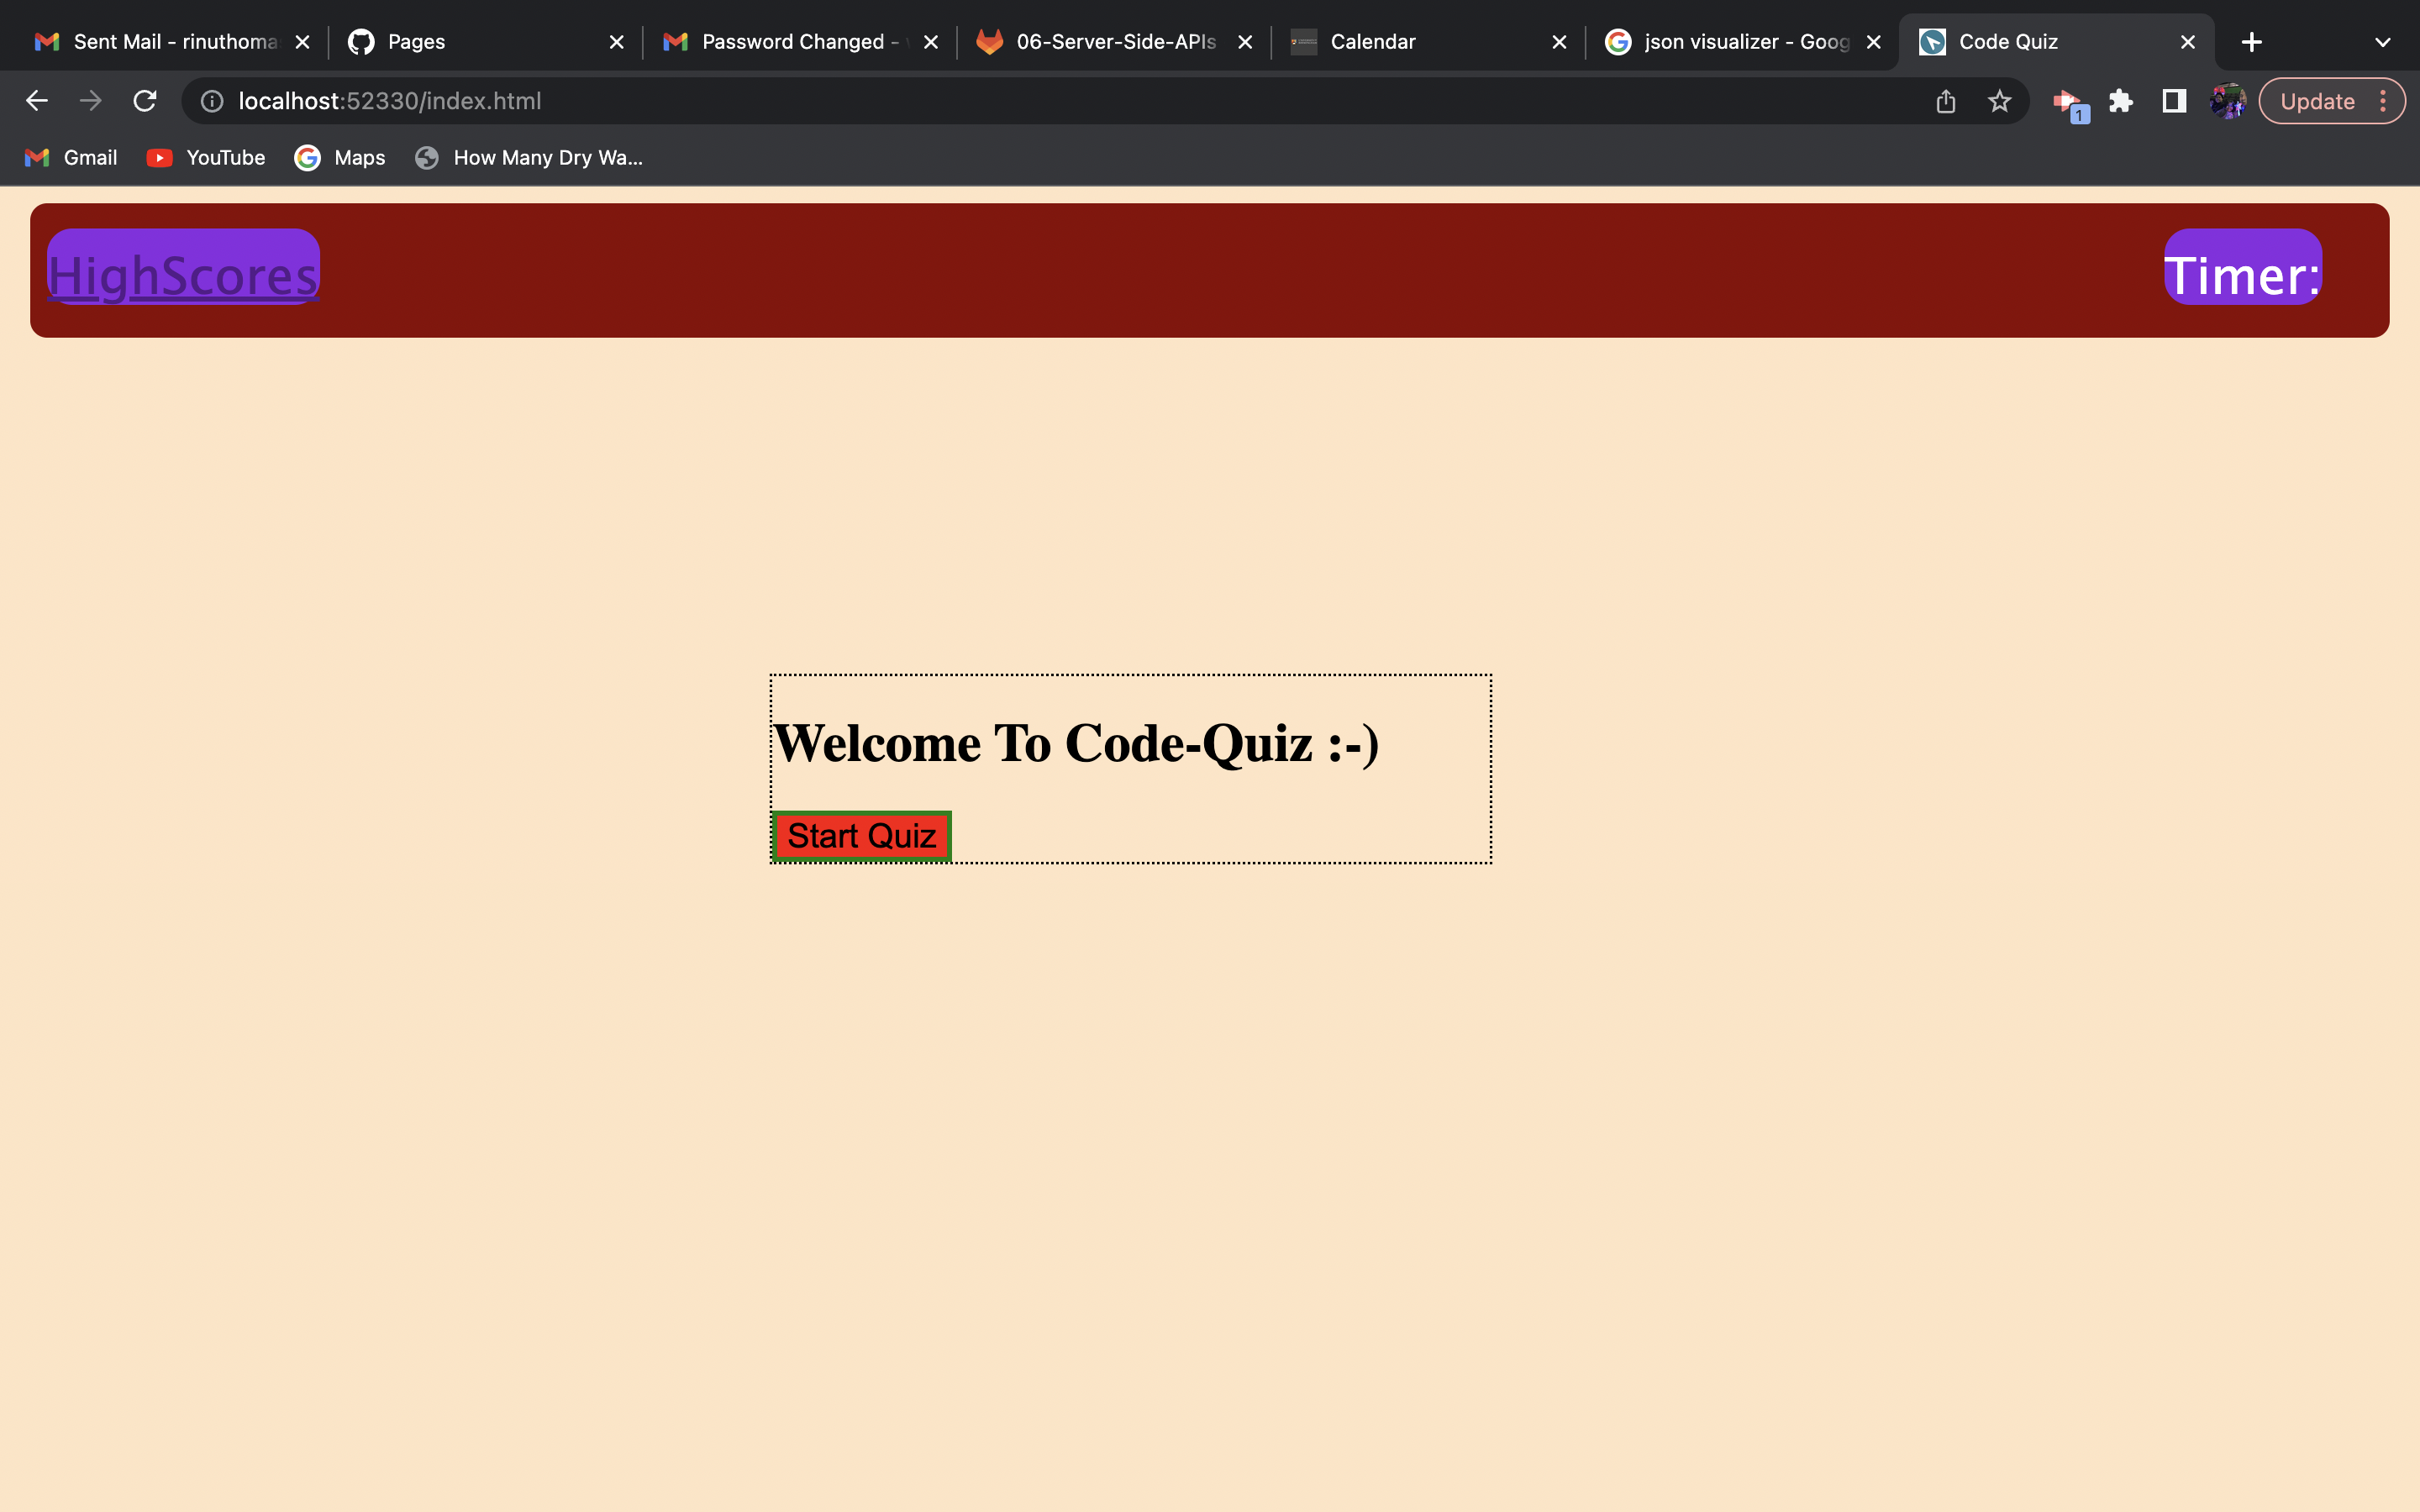 Sent Mail - rinuthoma
Pages
Password Changed -
06-Server-Side-APIs
Calendar
json visualizer - Goog
Code Quiz
localhost:52330/index.html
1
Update
Gmail
YouTube
Maps
How Many Dry Wa...
HighScores
Timer:
Welcome To Code-Quiz :-)
Start Quiz